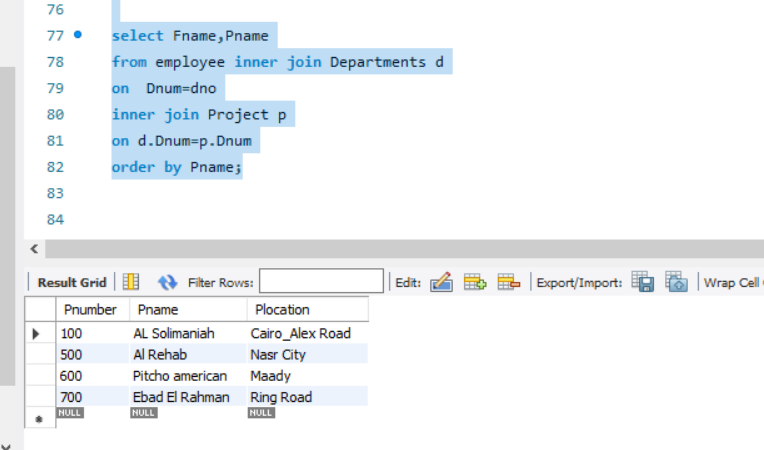 76
77 select Fname,Pname
78 from employee inner join Departments d
79 on Dnum=dno
80 inner join Project p
81 on d.Dnum=p.Dnum
82 order by Pname;
83
84
Result Grid Filter Rows: Edit: Export/Import: Wrap Cell
Pnumber Pname Plocation
100 AL Solimaniah Cairo_Alex Road
500 Al Rehab Nasr City
600 Pitcho american Maady
700 Ebad El Rahman Ring Road
NULL NULL NULL